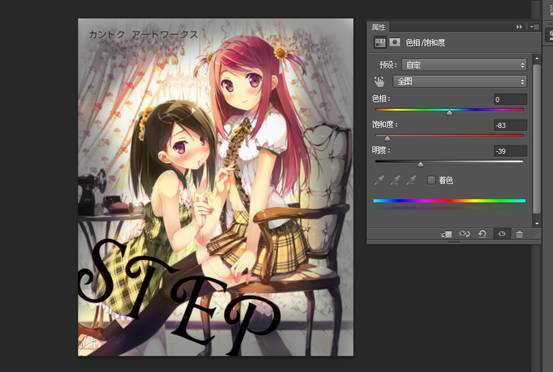 カントク アートワークス
STEP
属性
色相/饱和度
预设: 自定
全图
色相: 0
饱和度: -83
明度: -39
着色